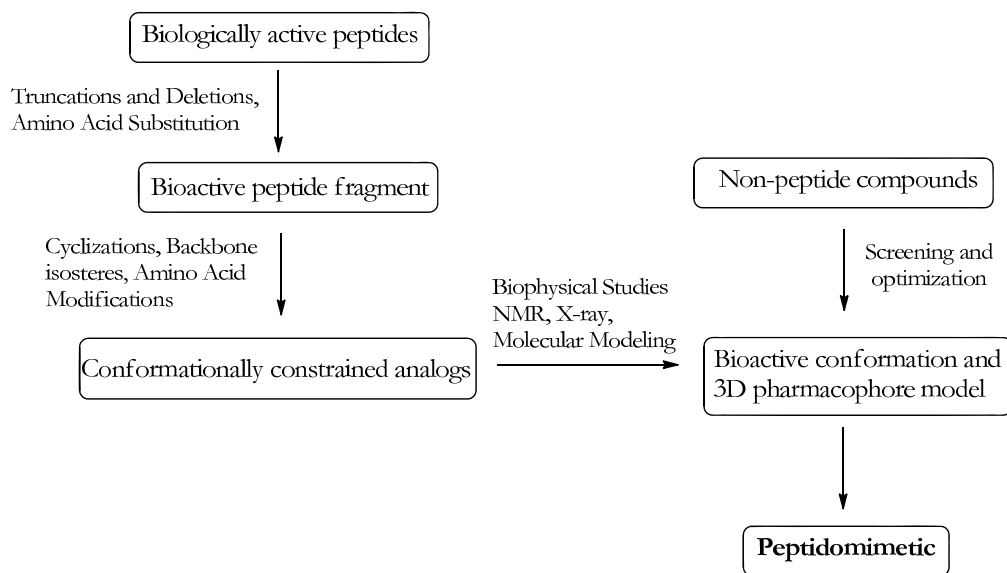 Biologically active peptides
Truncations and Deletions,
Amino Acid Substitution
Bioactive peptide fragment
Cyclizations, Backbone
isosteres, Amino Acid
Modifications
Conformationally constrained analogs
Biophysical Studies
NMR, X-ray,
Molecular Modeling
Non-peptide compounds
Screening and
optimization
Bioactive conformation and
3D pharmacophore model
Peptidomimetic